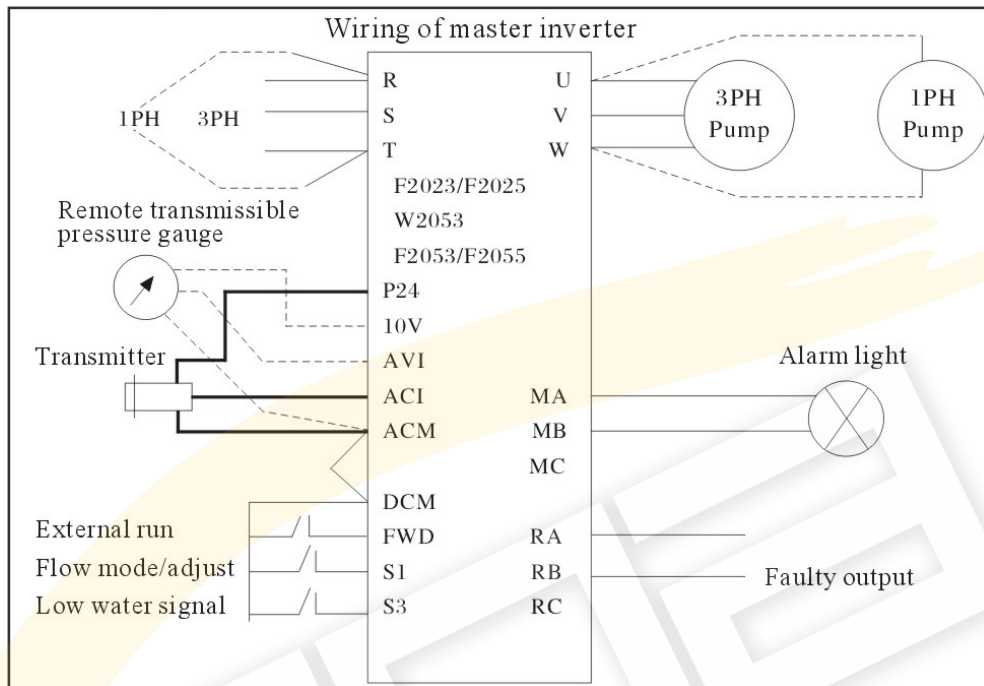 Wiring of master inverter
R
S
T
1PH
3PH
U
V
W
3PH
Pump
1PH
Pump
F2023/F2025
W2053
F2053/F2055
Remote transmissible
pressure gauge
P24
10V
AVI
Transmitter
ACI
ACM
DCM
External run
FWD
Flow mode/adjust
S1
Low water signal
S3
Alarm light
MA
MB
MC
RA
RB
Faulty output
RC